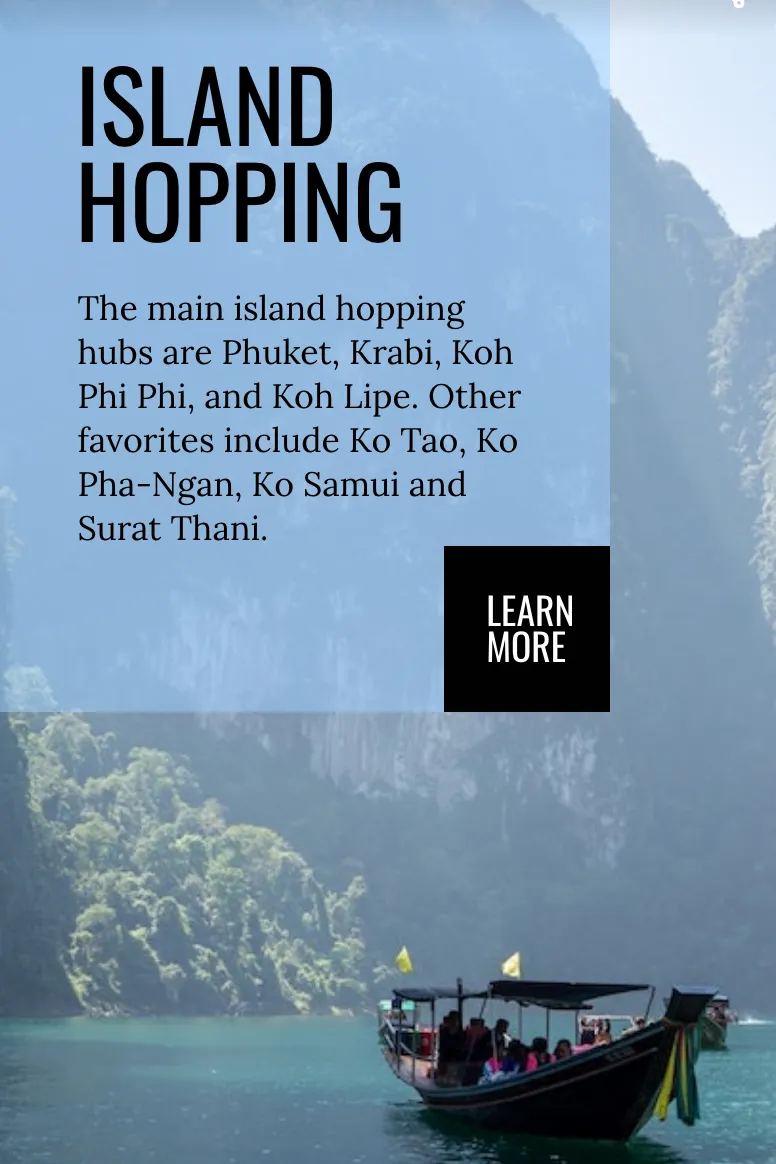 ISLAND
HOPPING
The main island hopping
hubs are Phuket, Krabi, Koh
Phi Phi, and Koh Lipe. Other
favorites include Ko Tao, Ko
Pha-Ngan, Ko Samui and
Surat Thani.
LEARN
MORE